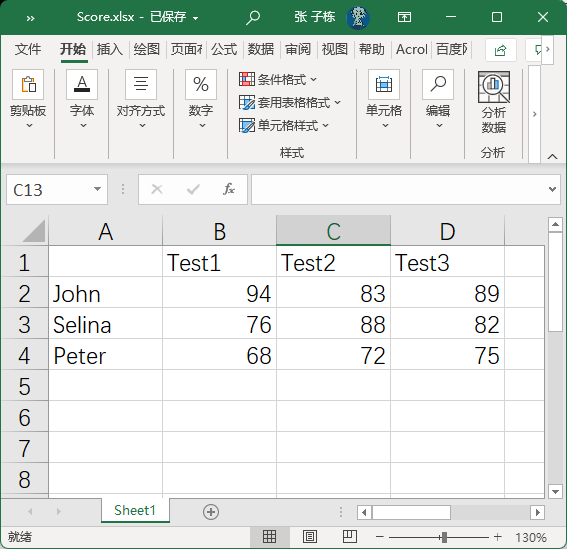 » Score.xlsx - 已保存 张 子栋
文件 开始 插入 绘图 页面布 公式 数据 审阅 视图 帮助 Acrol 百度网
剪贴板 字体 对齐方式 % 数字 条件格式 套用表格格式 单元格样式 样式 单元格 编辑 分析数据 分析
C13 fx
A B C D
1 Test1 Test2 Test3
2 John 94 83 89
3 Selina 76 88 82
4 Peter 68 72 75
5
6
7
8
Sheet1
就绪 130%